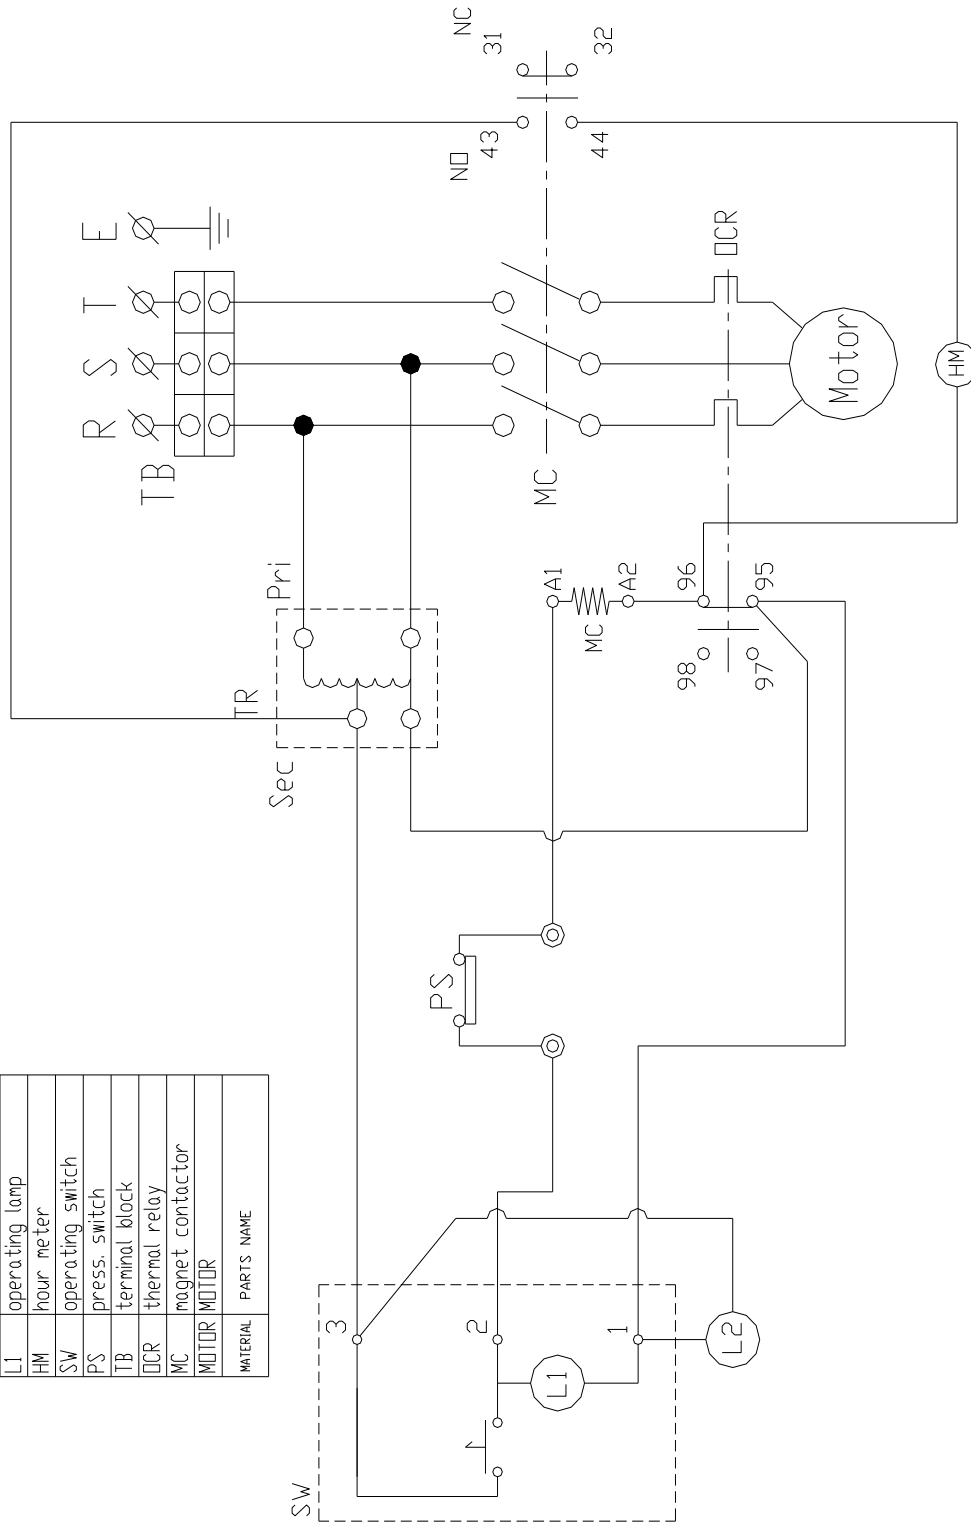 L1 operating lamp
HM hour meter
SW operating switch
PS press. switch
TB terminal block
OCR thermal relay
MC magnet contactor
MOTOR MOTOR
MATERIAL PARTS NAME
R S T E
TB
NO
NC
43
31
44
32
MC
OCR
Motor
HM
Pri
TR
Sec
A1
MC
A2
96
95
98
97
PS
SW
3
2
1
L1
L2